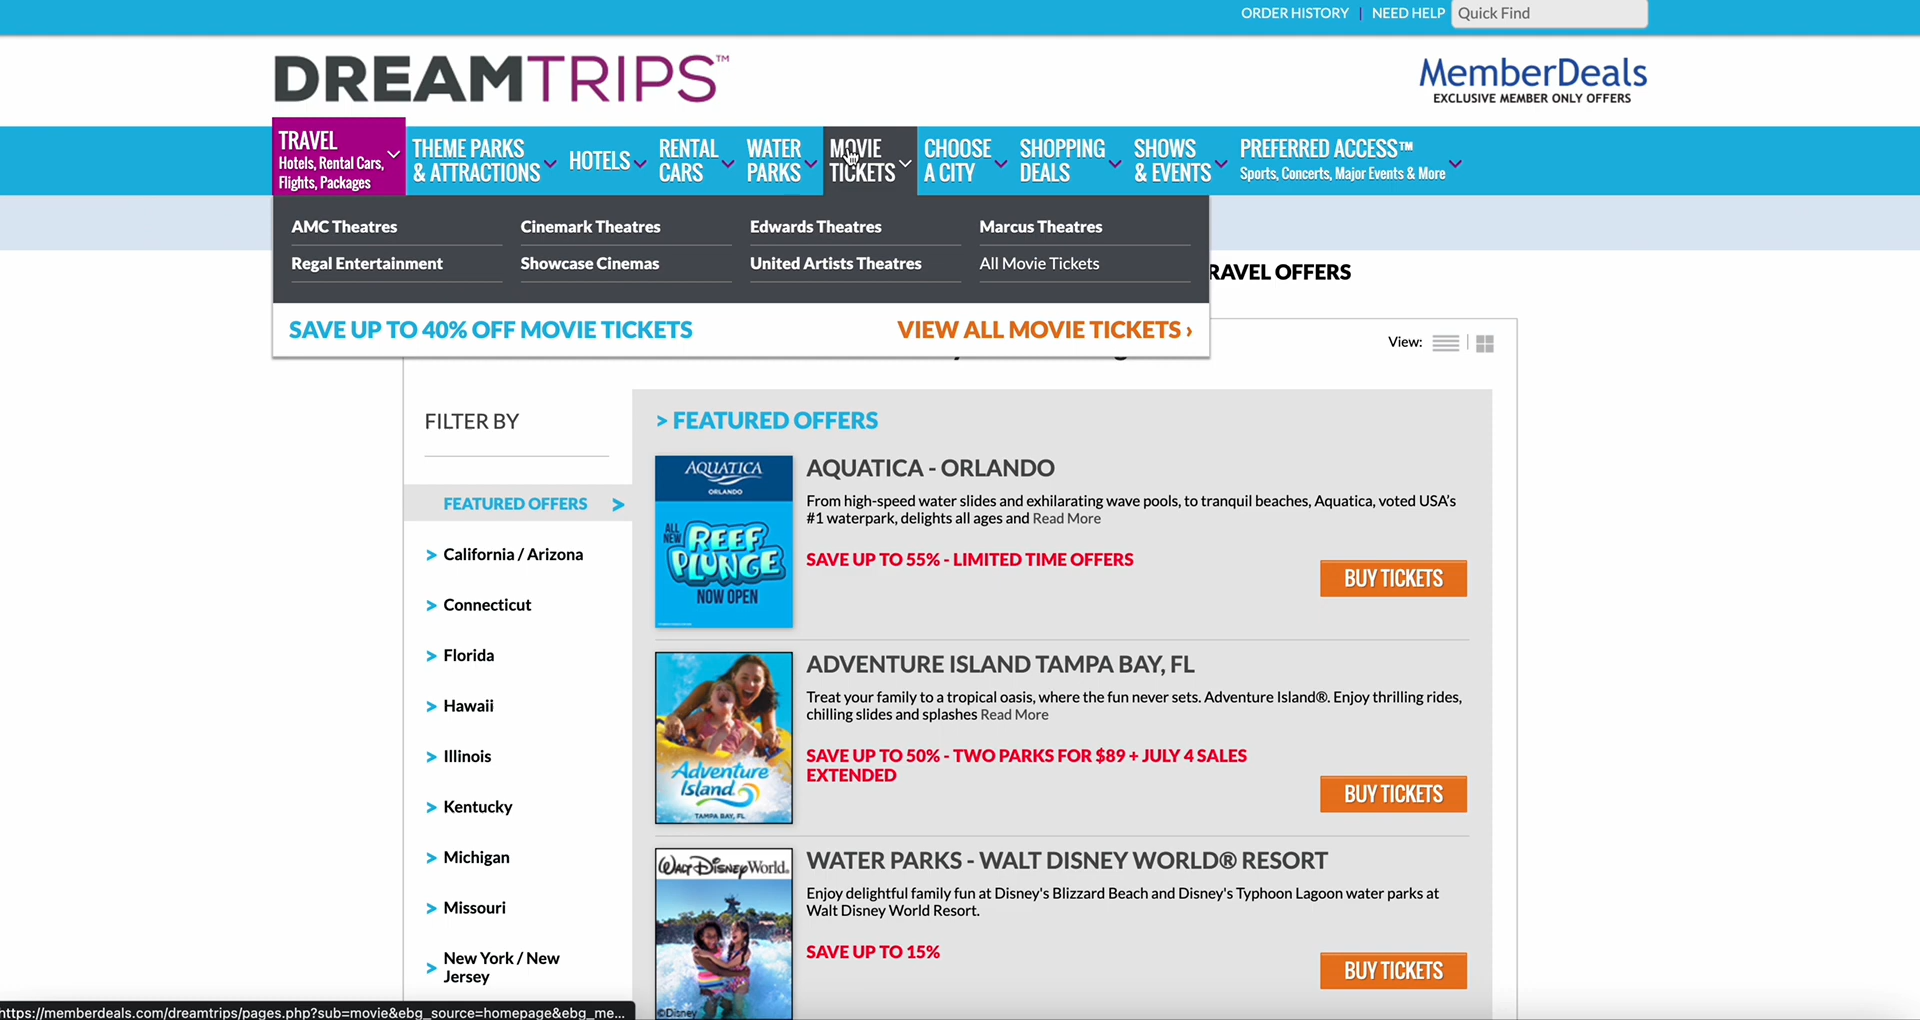 ORDER HISTORY | NEED HELP Quick Find
DREAMTRIPS™
MemberDeals
EXCLUSIVE MEMBER ONLY OFFERS
TRAVEL
Hotels, Rental Cars,
Flights, Packages
THEME PARKS
& ATTRACTIONS
HOTELS
RENTAL
CARS
WATER
PARKS
MOVIE
TICKETS
CHOOSE
A CITY
SHOPPING
DEALS
SHOWS
& EVENTS
PREFERRED ACCESS™
Sports, Concerts, Major Events & More
AMC Theatres
Cinemark Theatres
Edwards Theatres
Marcus Theatres
Regal Entertainment
Showcase Cinemas
United Artists Theatres
All Movie Tickets
RAVEL OFFERS
SAVE UP TO 40% OFF MOVIE TICKETS
VIEW ALL MOVIE TICKETS ›
View:
FILTER BY
FEATURED OFFERS >
> California / Arizona
> Connecticut
> Florida
> Hawaii
> Illinois
> Kentucky
> Michigan
> Missouri
> New York / New
Jersey
> FEATURED OFFERS
AQUATICA
ORLANDO
ALL
NEW
REEF
PLUNGE
NOW OPEN
AQUATICA - ORLANDO
From high-speed water slides and exhilarating wave pools, to tranquil beaches, Aquatica, voted USA's
#1 waterpark, delights all ages and Read More
SAVE UP TO 55% - LIMITED TIME OFFERS
BUY TICKETS
Adventure
Island
TAMPA BAY, FL
ADVENTURE ISLAND TAMPA BAY, FL
Treat your family to a tropical oasis, where the fun never sets. Adventure Island®. Enjoy thrilling rides,
chilling slides and splashes Read More
SAVE UP TO 50% - TWO PARKS FOR $89 + JULY 4 SALES
EXTENDED
BUY TICKETS
Walt Disney World.
©Disney
WATER PARKS - WALT DISNEY WORLD® RESORT
Enjoy delightful family fun at Disney's Blizzard Beach and Disney's Typhoon Lagoon water parks at
Walt Disney World Resort.
SAVE UP TO 15%
BUY TICKETS
https://memberdeals.com/dreamtrips/pages.php?sub=movie&ebg_source=homepage&ebg_me...